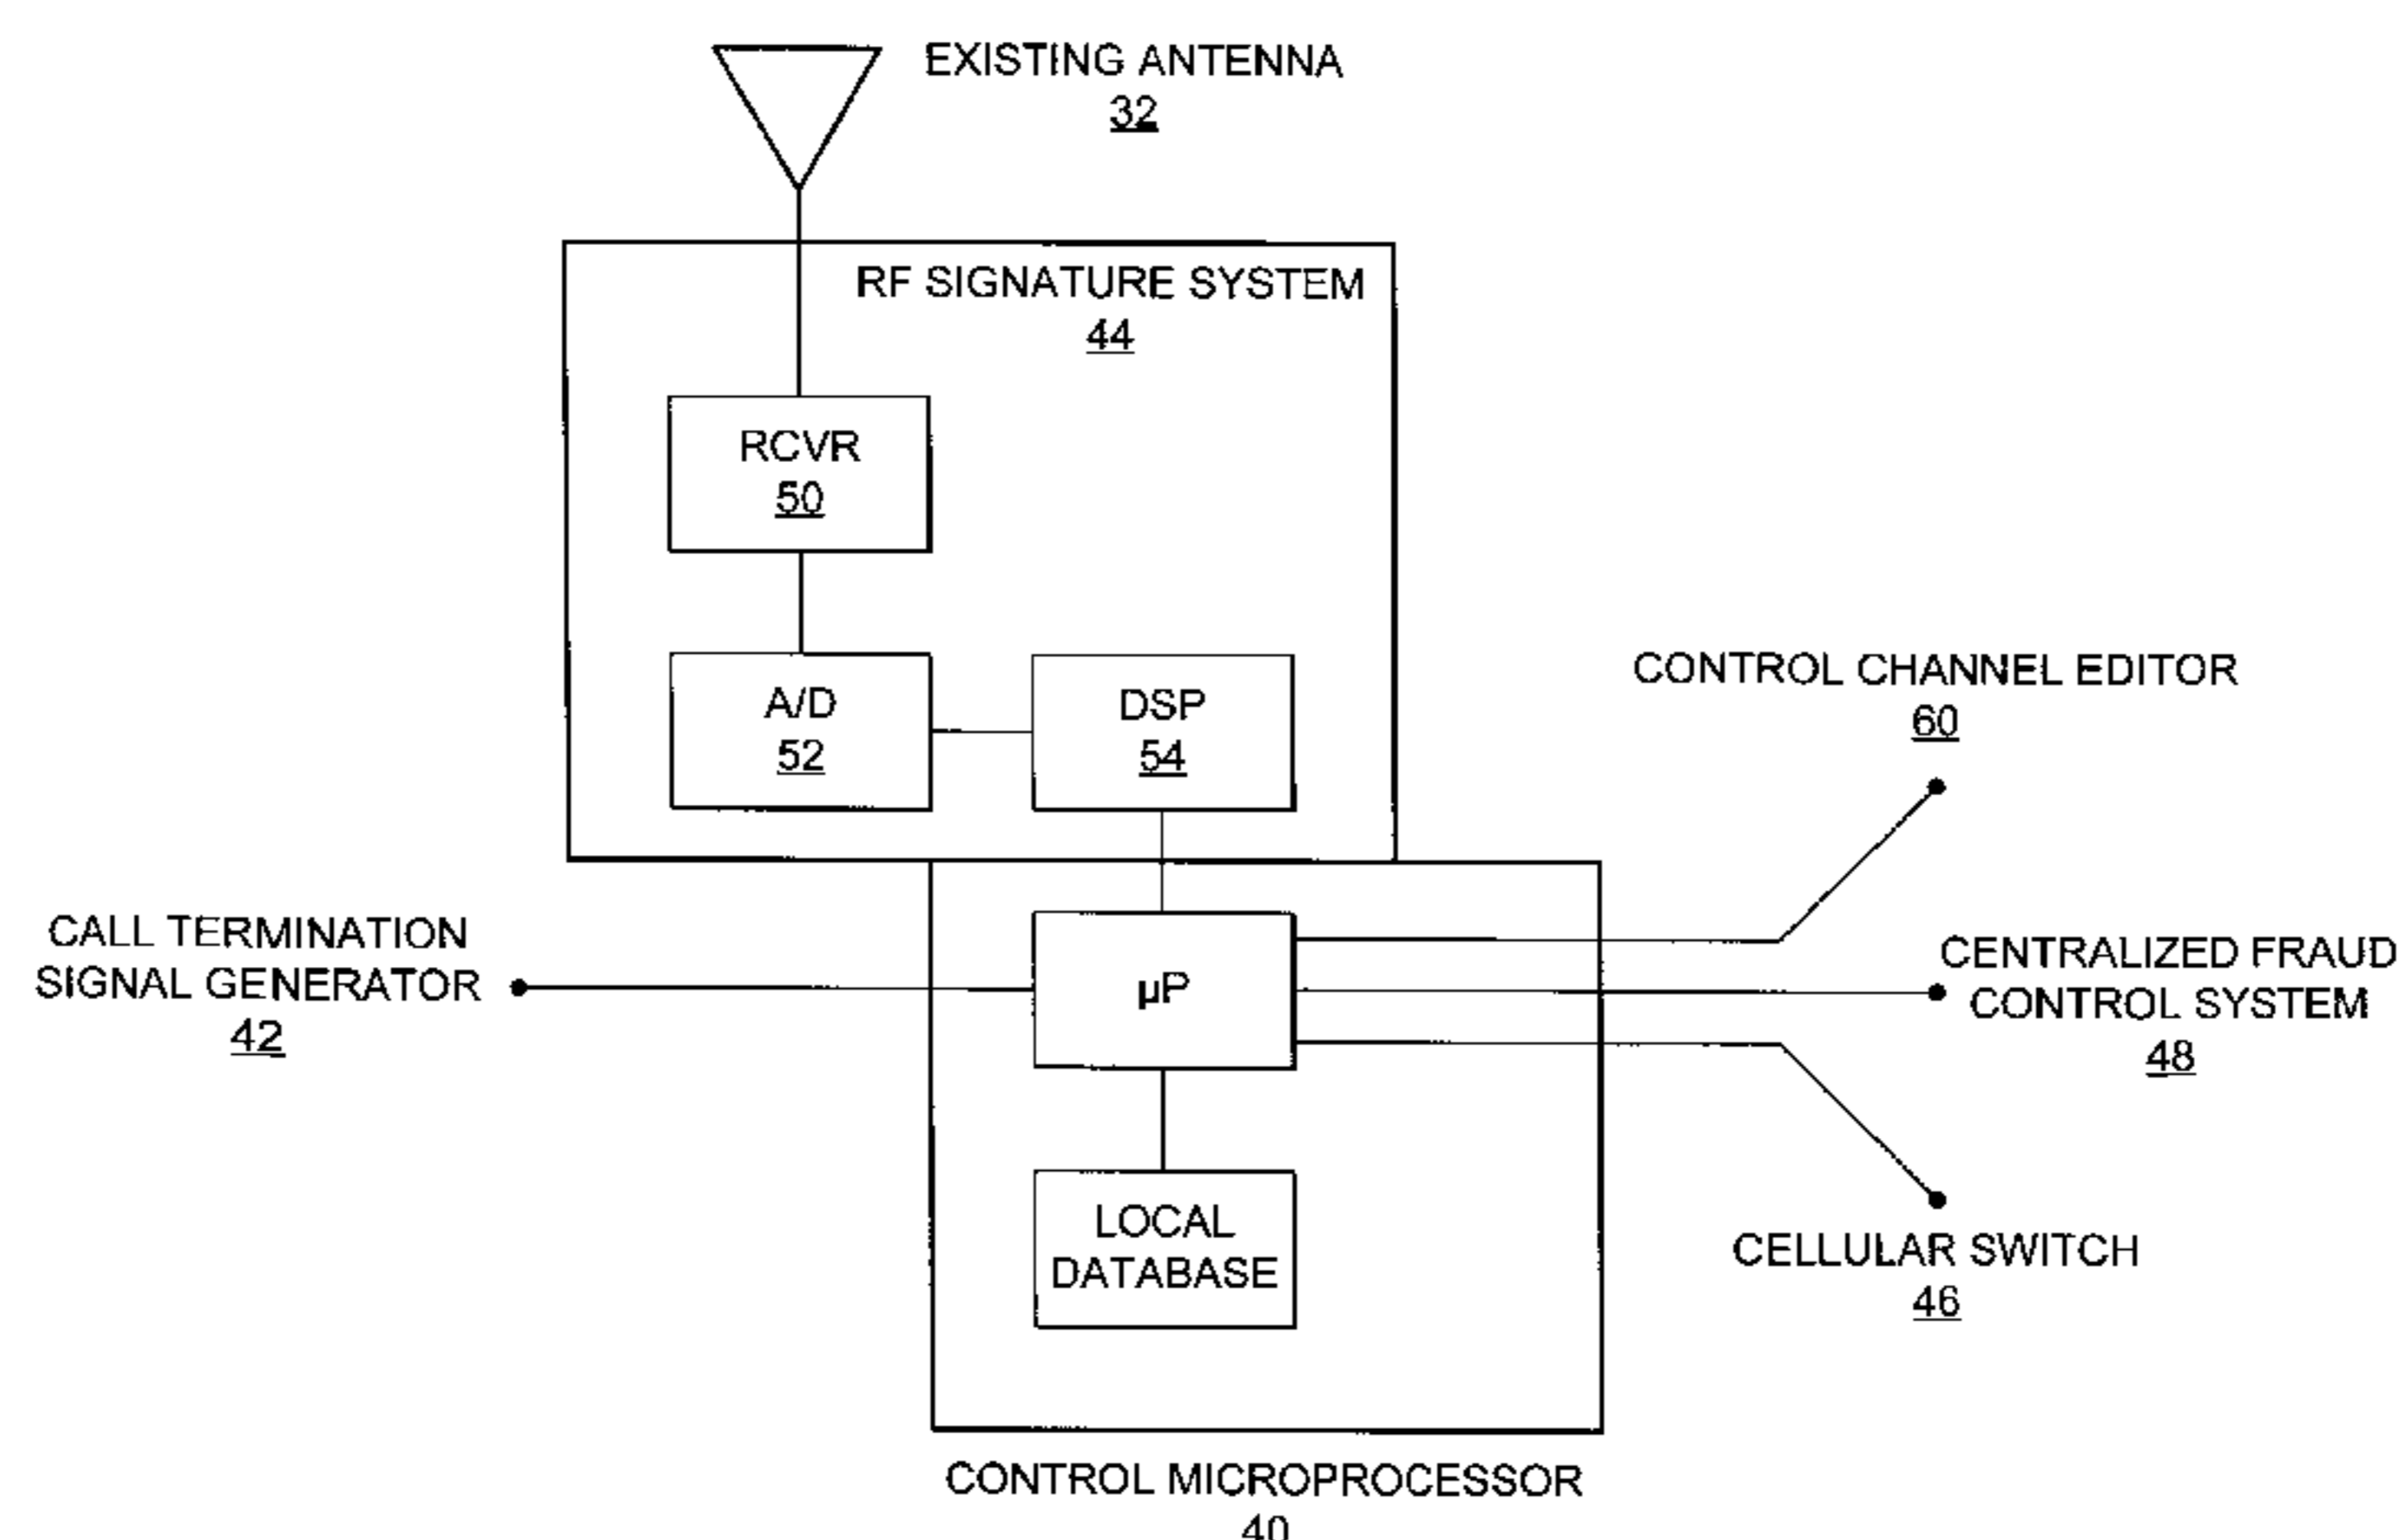 EXISTING ANTENNA
32
RF SIGNATURE SYSTEM
44
RCVR
50
A/D
52
DSP
54
CONTROL CHANNEL EDITOR
60
CALL TERMINATION
SIGNAL GENERATOR
42
µP
CENTRALIZED FRAUD
CONTROL SYSTEM
48
LOCAL
DATABASE
CELLULAR SWITCH
46
CONTROL MICROPROCESSOR
40